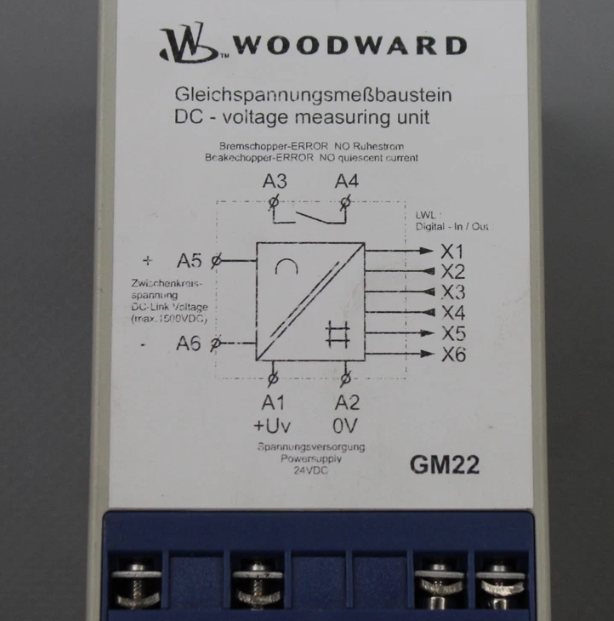 WOODWARD
Gleichspannungsmeßbaustein
DC - voltage measuring unit
Bremschopper-ERROR NO Ruhestrom
Beakechopper-ERROR NO quiescent current
A3 A4
LWL :
Digital - In / Out :
X1
+ A5
X2
Zwischenkreis-
spannung
DC-Link Voltage
(max.1500VDC)
X3
X4
X5
- A6
X6
A1 A2
+Uv 0V
Spannungsversorgung
Powersupply
24VDC
GM22